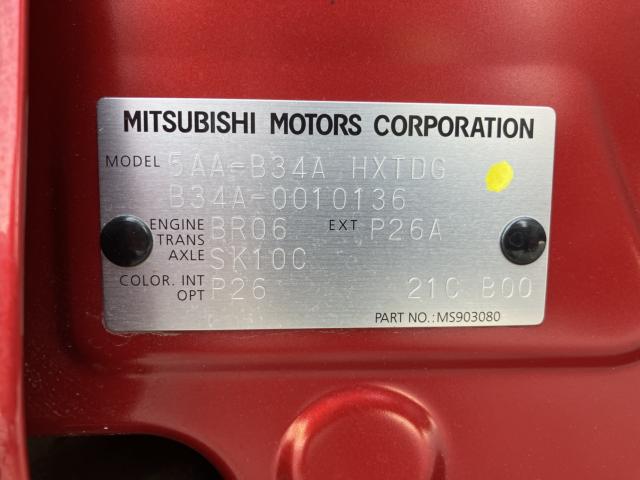 MITSUBISHI MOTORS CORPORATION
MODEL 5AA-B34A HXTDG
B34A-0010136
ENGINE BR06 EXT P26A
TRANS
AXLE SK10C
COLOR. INT P26 21C B00
OPT
PART NO.:MS903080